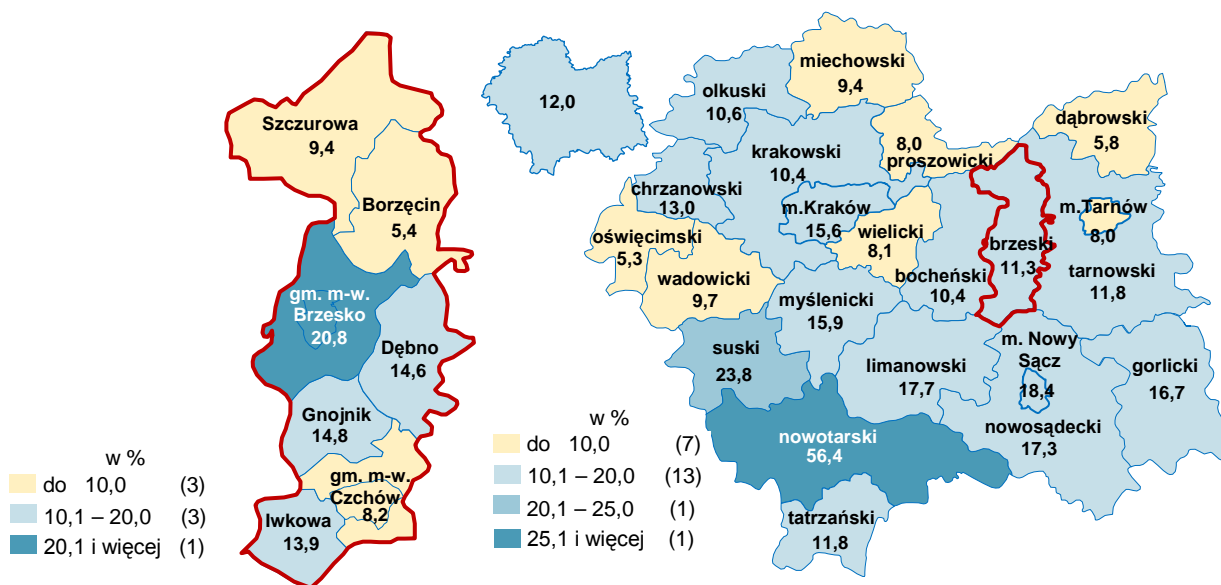 Szczurowa
9,4
Borzęcin
5,4
gm. m-w.
Brzesko
20,8
Dębno
14,6
Gnojnik
14,8
gm. m-w.
Czchów
8,2
Iwkowa
13,9
w %
do 10,0 (3)
10,1 – 20,0 (3)
20,1 i więcej (1)
12,0
miechowski
9,4
olkuski
10,6
dąbrowski
5,8
8,0
proszowicki
krakowski
10,4
chrzanowski
13,0
m.Kraków
15,6
m.Tarnów
8,0
oświęcimski
5,3
wielicki
8,1
brzeski
11,3
bocheński
10,4
tarnowski
11,8
wadowicki
9,7
myślenicki
15,9
suski
23,8
limanowski
17,7
m. Nowy
Sącz
18,4
gorlicki
16,7
nowosądecki
17,3
nowotarski
56,4
tatrzański
11,8
w %
do 10,0 (7)
10,1 – 20,0 (13)
20,1 – 25,0 (1)
25,1 i więcej (1)